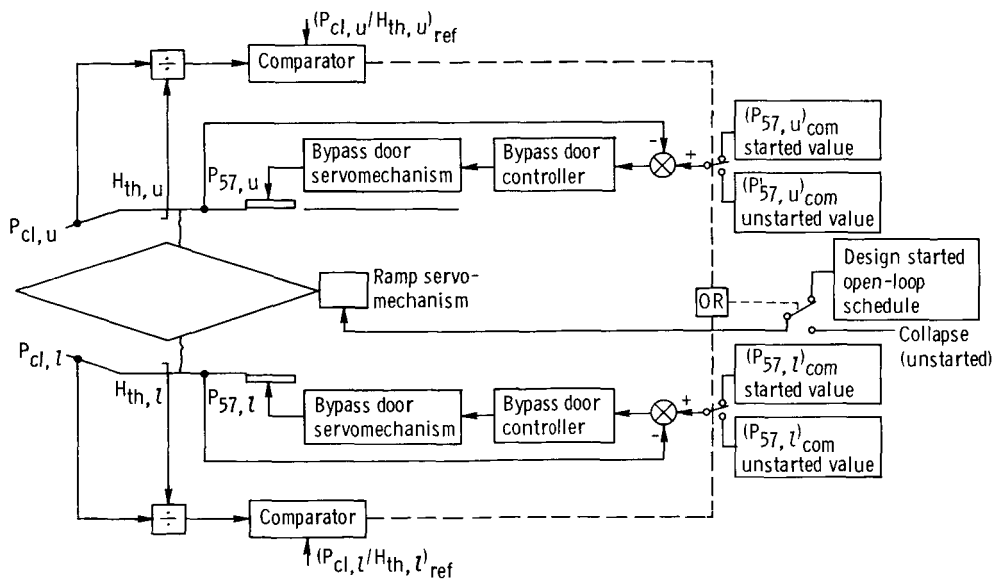 (Pcl, u/Hth, u)ref
÷
Comparator
(P57, u)com
started value
Bypass door
servomechanism
Bypass door
controller
-
+
Hth, u
P57, u
(P'57, u)com
unstarted value
Pcl, u
Ramp servo-
mechanism
Design started
open-loop
schedule
OR
Collapse
(unstarted)
Pcl, l
Hth, l
P57, l
(P57, l)com
started value
Bypass door
servomechanism
Bypass door
controller
+
-
(P57, l)com
unstarted value
÷
Comparator
(Pcl, l/Hth, l)ref